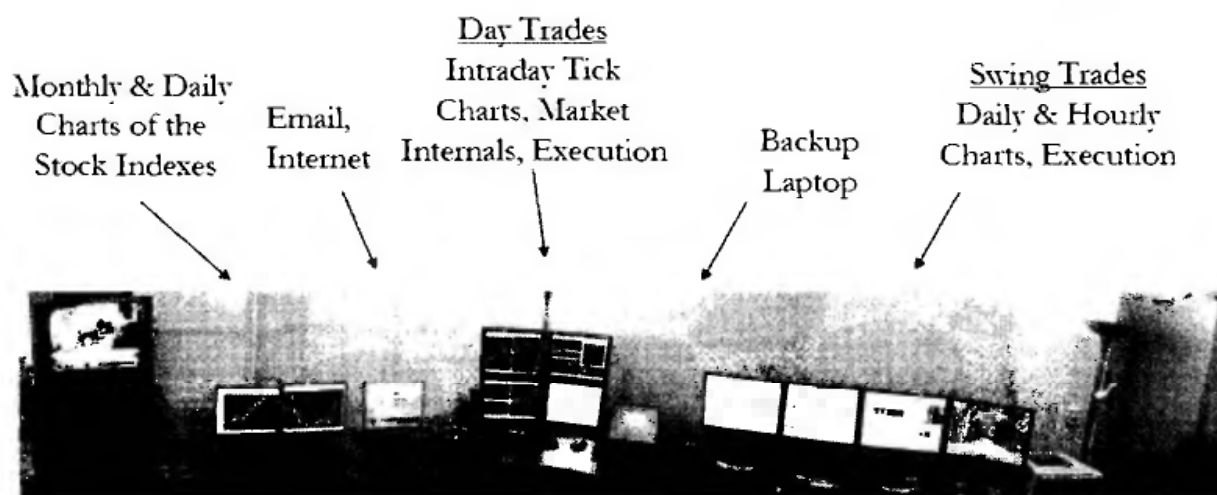 Monthly & Daily
Charts of the
Stock Indexes
Email,
Internet
Day Trades
Intraday Tick
Charts, Market
Internals, Execution
Backup
Laptop
Swing Trades
Daily & Hourly
Charts, Execution